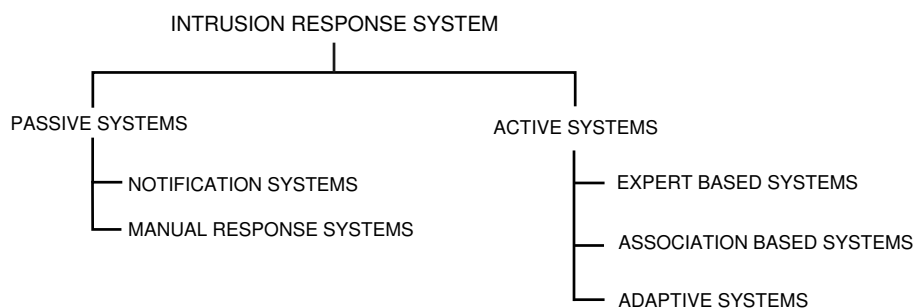 INTRUSION RESPONSE SYSTEM
PASSIVE SYSTEMS
NOTIFICATION SYSTEMS
MANUAL RESPONSE SYSTEMS
ACTIVE SYSTEMS
EXPERT BASED SYSTEMS
ASSOCIATION BASED SYSTEMS
ADAPTIVE SYSTEMS